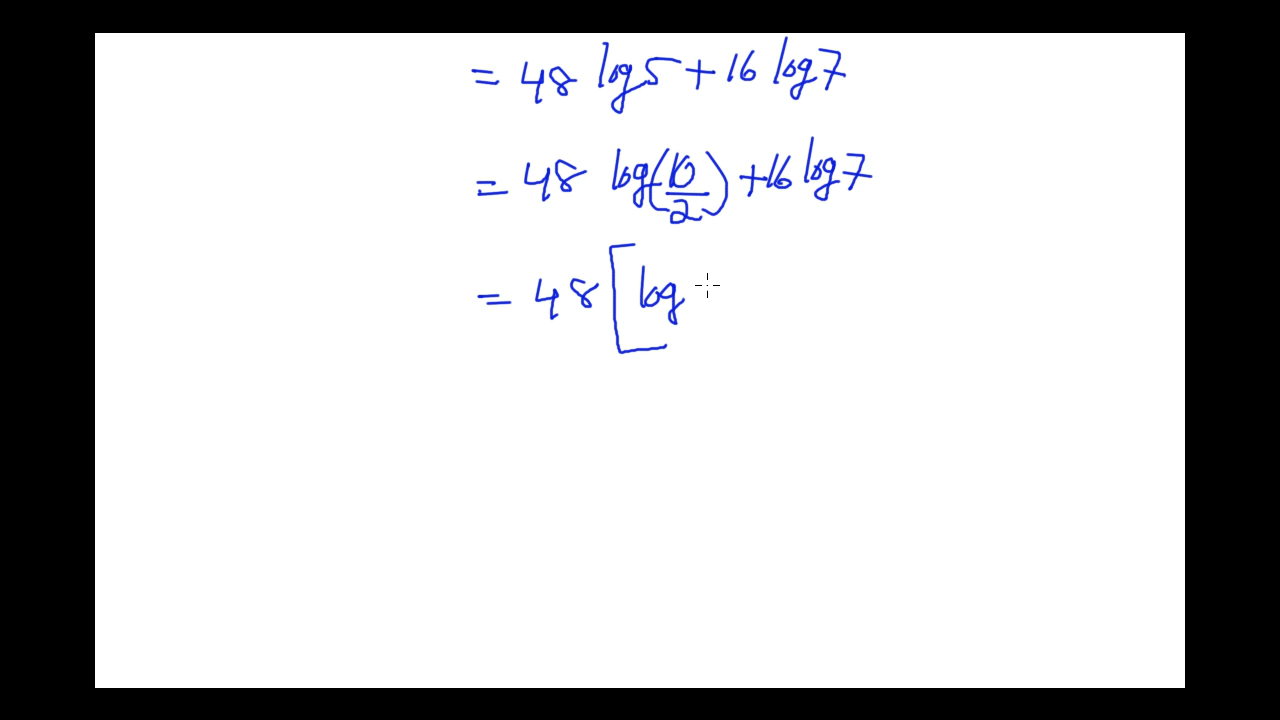 = 48 log5 + 16 log7
= 48 log(10/2) + 16 log7
= 48 [ log